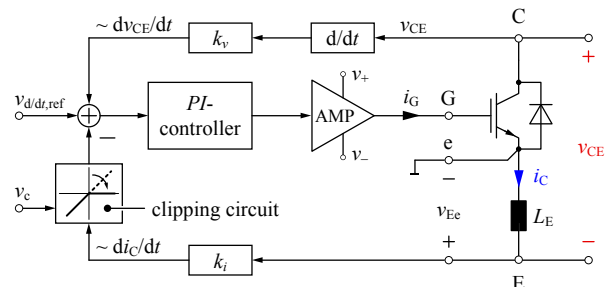 ~ dvCE/dt
kv
d/dt
vCE
C
+
vd/dt,ref
+
−
PI-
controller
AMP
v+
v−
iG
G
e
−
vCE
vc
clipping circuit
iC
vEe
LE
~ diC/dt
ki
+
−
E